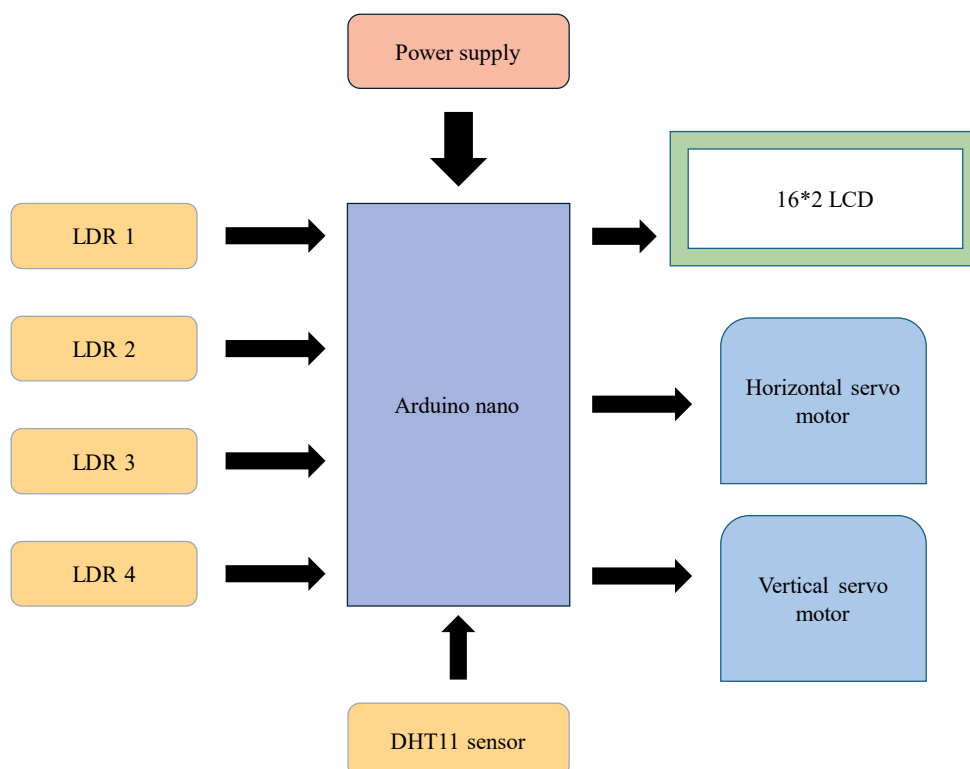 Power supply
16*2 LCD
LDR 1
LDR 2
LDR 3
LDR 4
Arduino nano
Horizontal servo
motor
Vertical servo
motor
DHT11 sensor